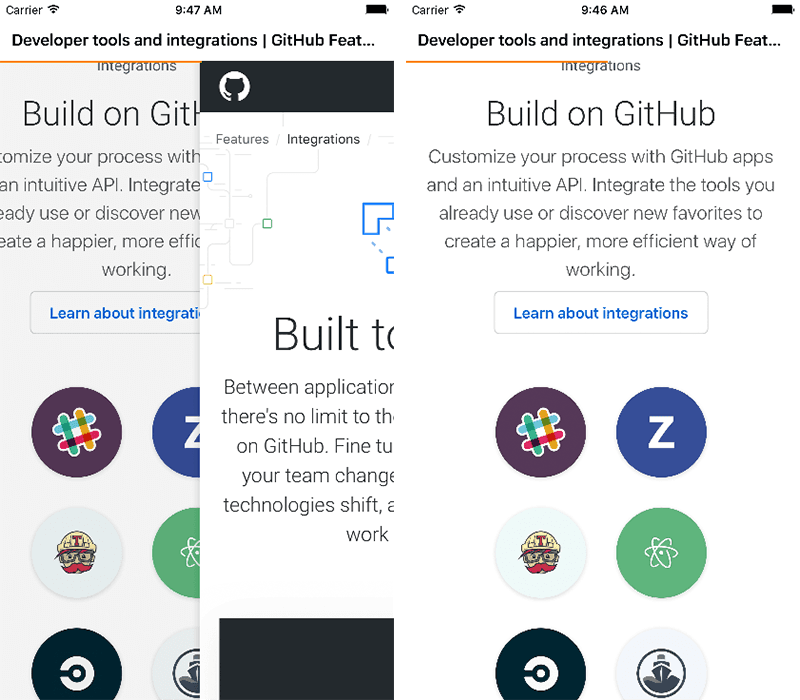 Carrier
9:47 AM
Developer tools and integrations | GitHub Feat...
Integrations
Build on GitH
tomize your process with
an intuitive API. Integrate
eady use or discover new
eate a happier, more effic
working.
Learn about integrati
Z
T
Features / Integrations /
Built to
Between application
there's no limit to the
on GitHub. Fine tu
your team change
technologies shift, a
work
Carrier
9:46 AM
Developer tools and integrations | GitHub Feat...
Integrations
Build on GitHub
Customize your process with GitHub apps
and an intuitive API. Integrate the tools you
already use or discover new favorites to
create a happier, more efficient way of
working.
Learn about integrations
Z
T